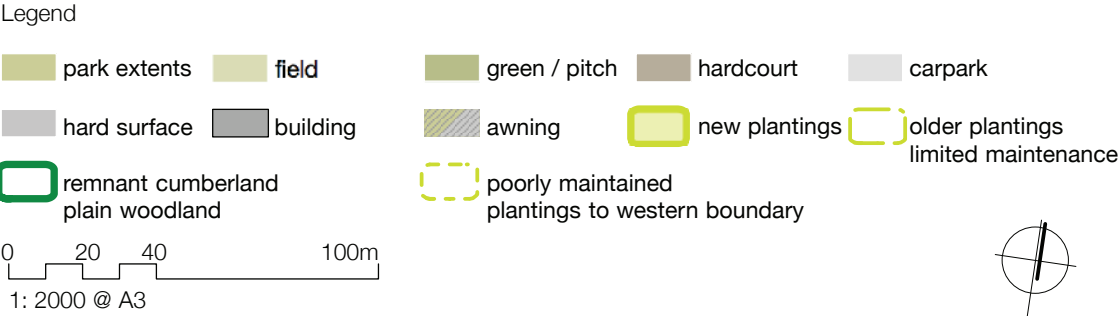 Legend
park extents
field
green / pitch
hardcourt
carpark
hard surface
building
awning
new plantings
older plantings
limited maintenance
remnant cumberland
plain woodland
poorly maintained
plantings to western boundary
0 20 40 100m
1: 2000 @ A3